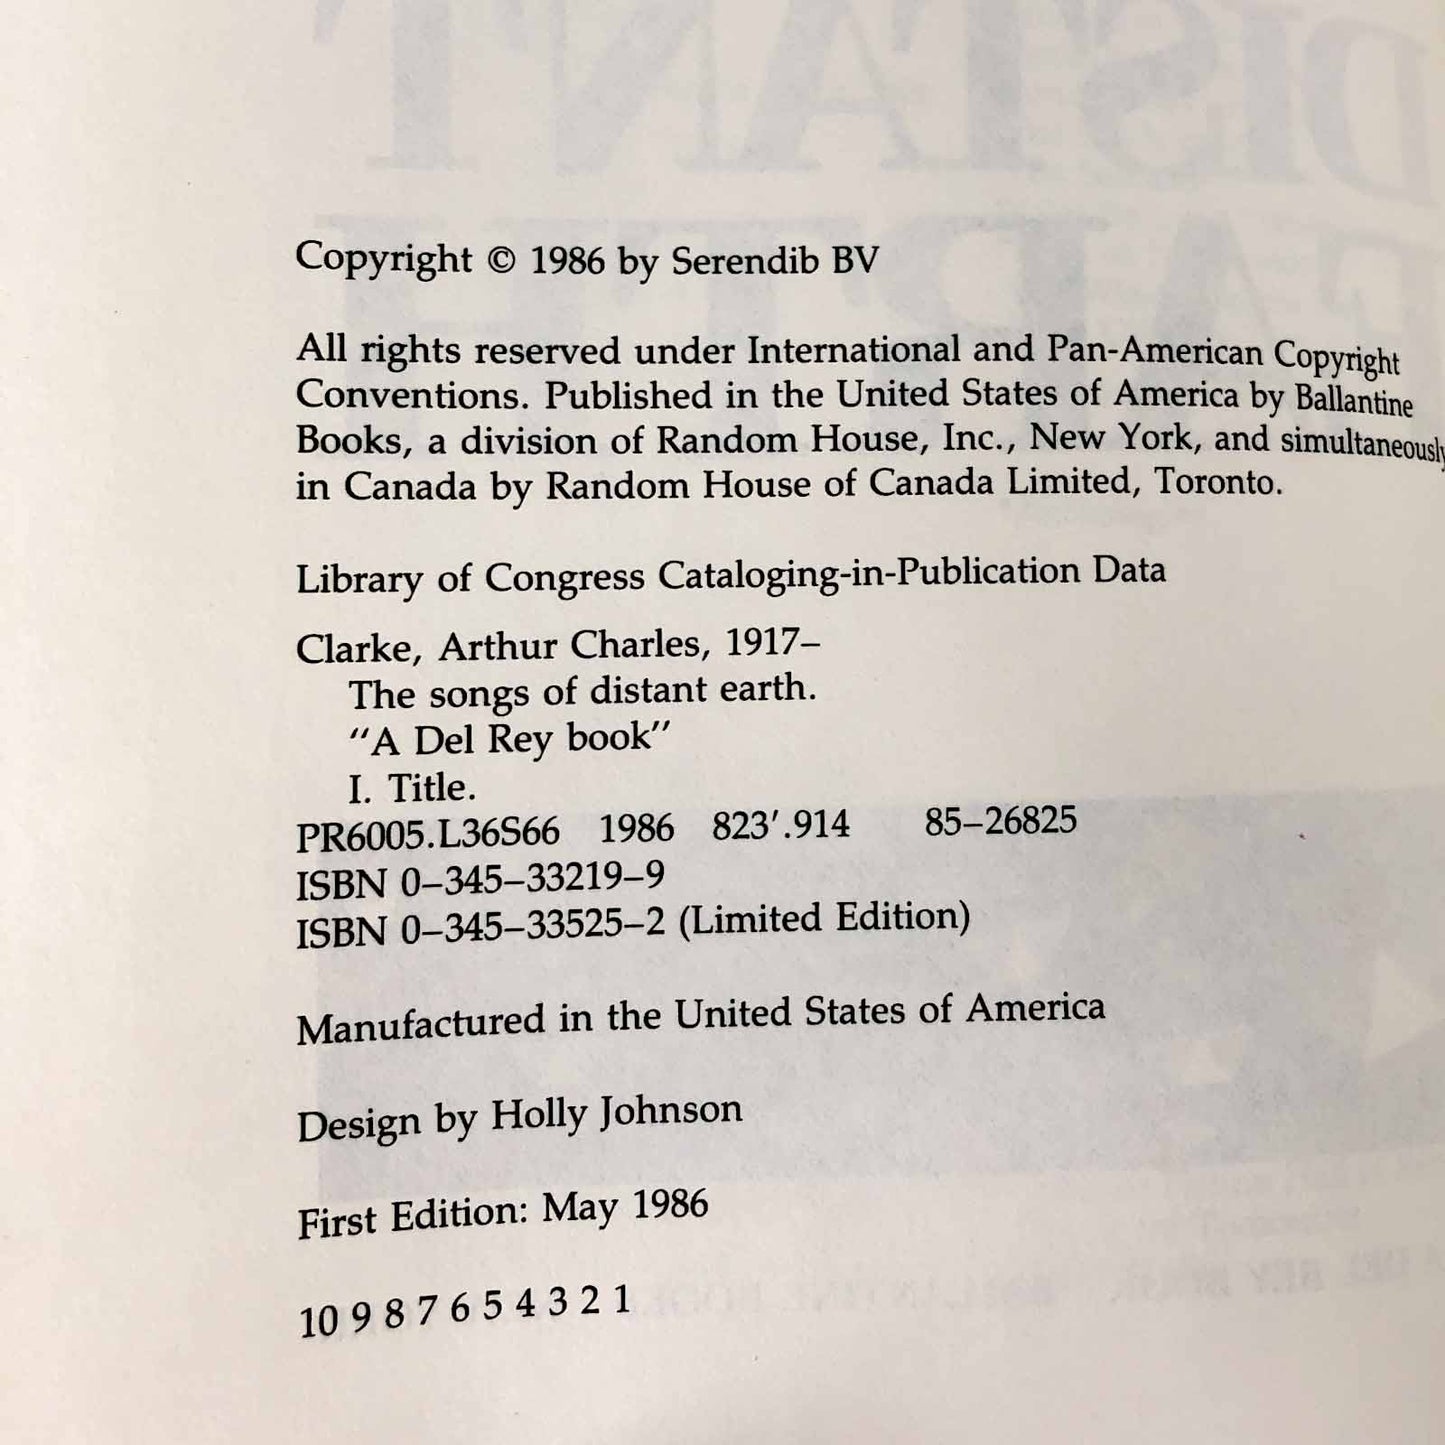 Copyright © 1986 by Serendib BV
All rights reserved under International and Pan-American Copyright
Conventions. Published in the United States of America by Ballantine
Books, a division of Random House, Inc., New York, and simultaneously
in Canada by Random House of Canada Limited, Toronto.
Library of Congress Cataloging-in-Publication Data
Clarke, Arthur Charles, 1917–
The songs of distant earth.
"A Del Rey book"
I. Title.
PR6005.L36S66 1986 823'.914 85–26825
ISBN 0–345–33219–9
ISBN 0–345–33525–2 (Limited Edition)
Manufactured in the United States of America
Design by Holly Johnson
First Edition: May 1986
10 9 8 7 6 5 4 3 2 1